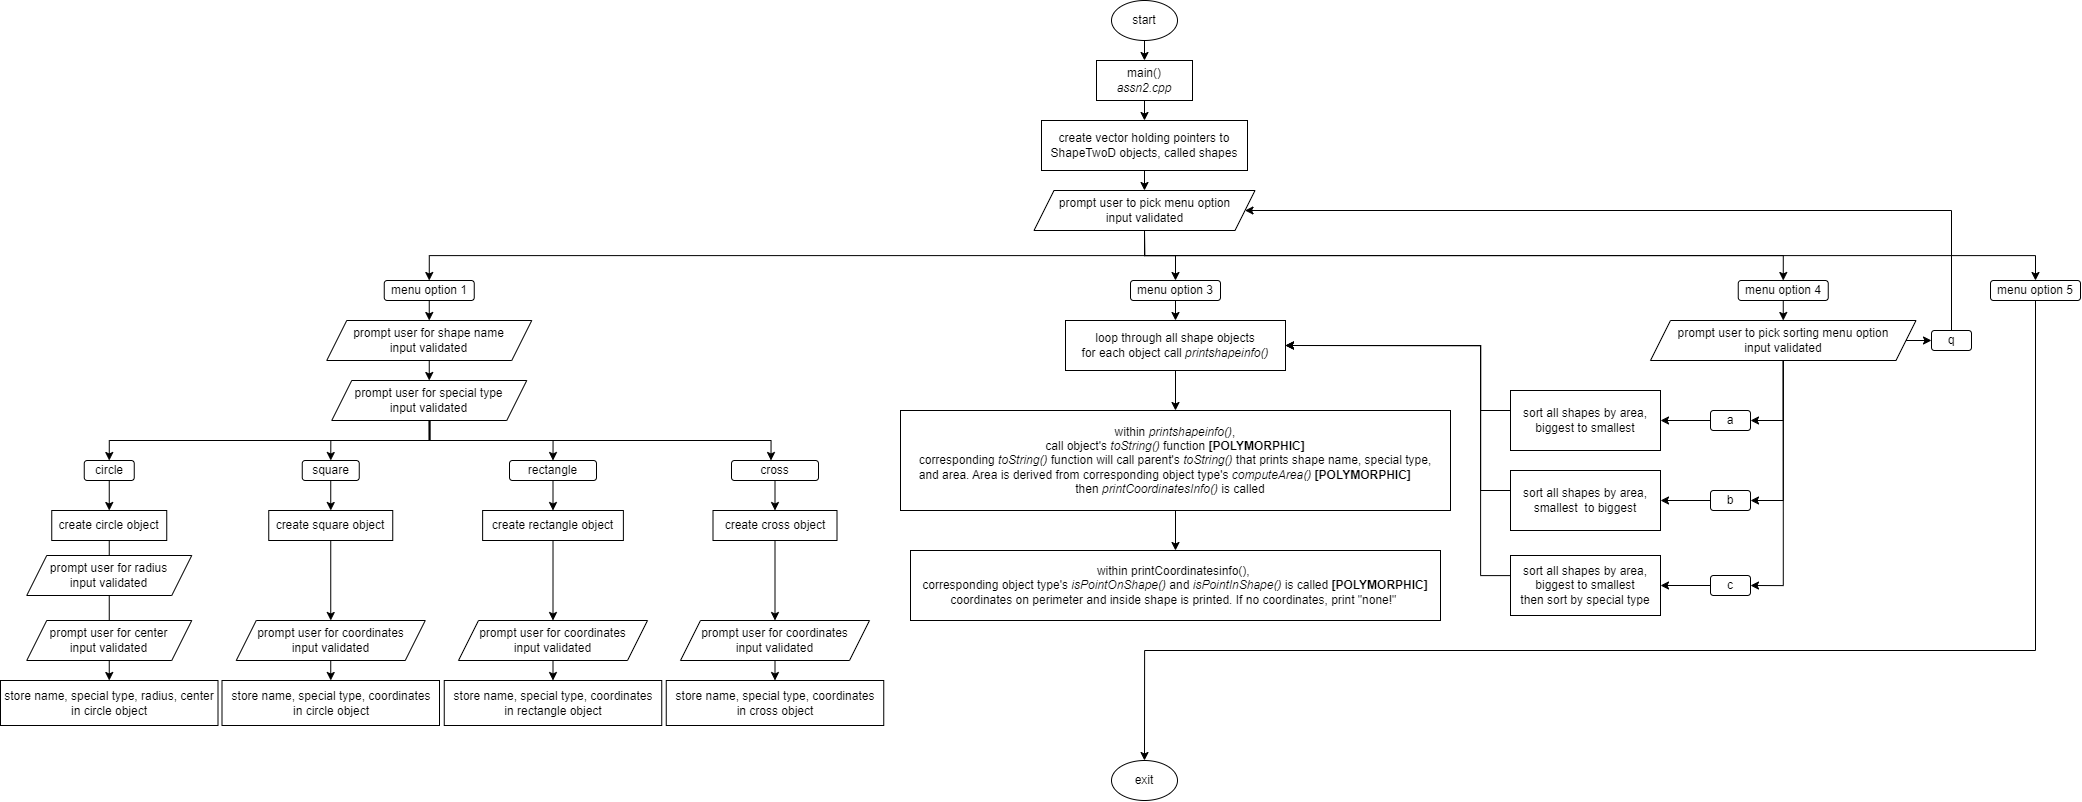 start
main()
assn2.cpp
create vector holding pointers to
ShapeTwoD objects, called shapes
prompt user to pick menu option
input validated
menu option 1
menu option 3
menu option 4
menu option 5
prompt user for shape name
input validated
prompt user for special type
input validated
circle
square
rectangle
cross
create circle object
create square object
create rectangle object
create cross object
prompt user for radius
input validated
prompt user for center
input validated
prompt user for coordinates
input validated
prompt user for coordinates
input validated
prompt user for coordinates
input validated
store name, special type, radius, center
in circle object
store name, special type, coordinates
in circle object
store name, special type, coordinates
in rectangle object
store name, special type, coordinates
in cross object
loop through all shape objects
for each object call printshapeinfo()
within printshapeinfo(),
call object's toString() function [POLYMORPHIC]
corresponding toString() function will call parent's toString() that prints shape name, special type,
and area. Area is derived from corresponding object type's computeArea() [POLYMORPHIC]
then printCoordinatesInfo() is called
within printCoordinatesinfo(),
corresponding object type's isPointOnShape() and isPointInShape() is called [POLYMORPHIC]
coordinates on perimeter and inside shape is printed. If no coordinates, print "none!"
prompt user to pick sorting menu option
input validated
q
sort all shapes by area,
biggest to smallest
a
sort all shapes by area,
smallest to biggest
b
sort all shapes by area,
biggest to smallest
then sort by special type
c
exit